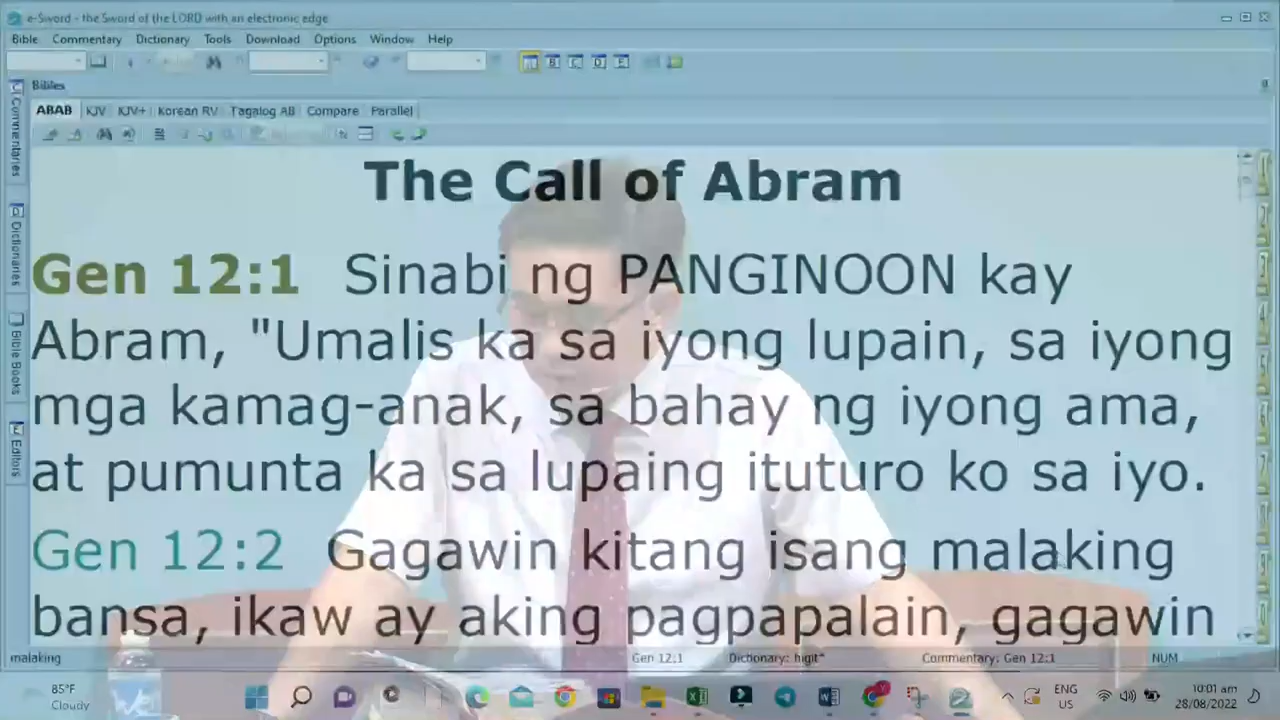 e-Sword - the Sword of the LORD with an electronic edge
Bible Commentary Dictionary Tools Download Options Window Help
Bibles
ABAB KJV KJV+ Korean RV Tagalog AB Compare Parallel
Commentaries
Dictionaries
Bible Books
Editors
The Call of Abram
Gen 12:1 Sinabi ng PANGINOON kay
Abram, "Umalis ka sa iyong lupain, sa iyong
mga kamag-anak, sa bahay ng iyong ama,
at pumunta ka sa lupaing ituturo ko sa iyo.
Gen 12:2 Gagawin kitang isang malaking
bansa, ikaw ay aking pagpapalain, gagawin
malaking Gen 12:1 Dictionary: higit* Commentary: Gen 12:1 NUM
85°F
Cloudy
ENG
US
10:01 am
28/08/2022